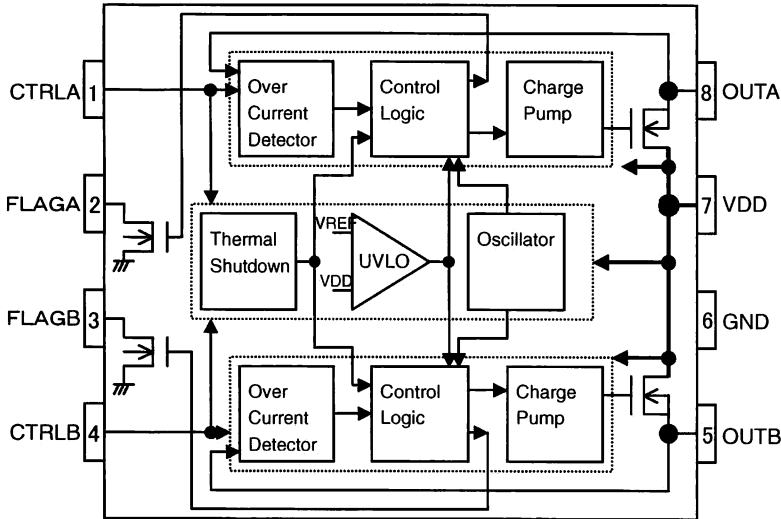 CTRLA 1
FLAGA 2
FLAGB 3
CTRLB 4
Over
Current
Detector
Control
Logic
Charge
Pump
8 OUTA
7 VDD
6 GND
5 OUTB
Thermal
Shutdown
VREF
VDD
UVLO
Oscillator
Over
Current
Detector
Control
Logic
Charge
Pump